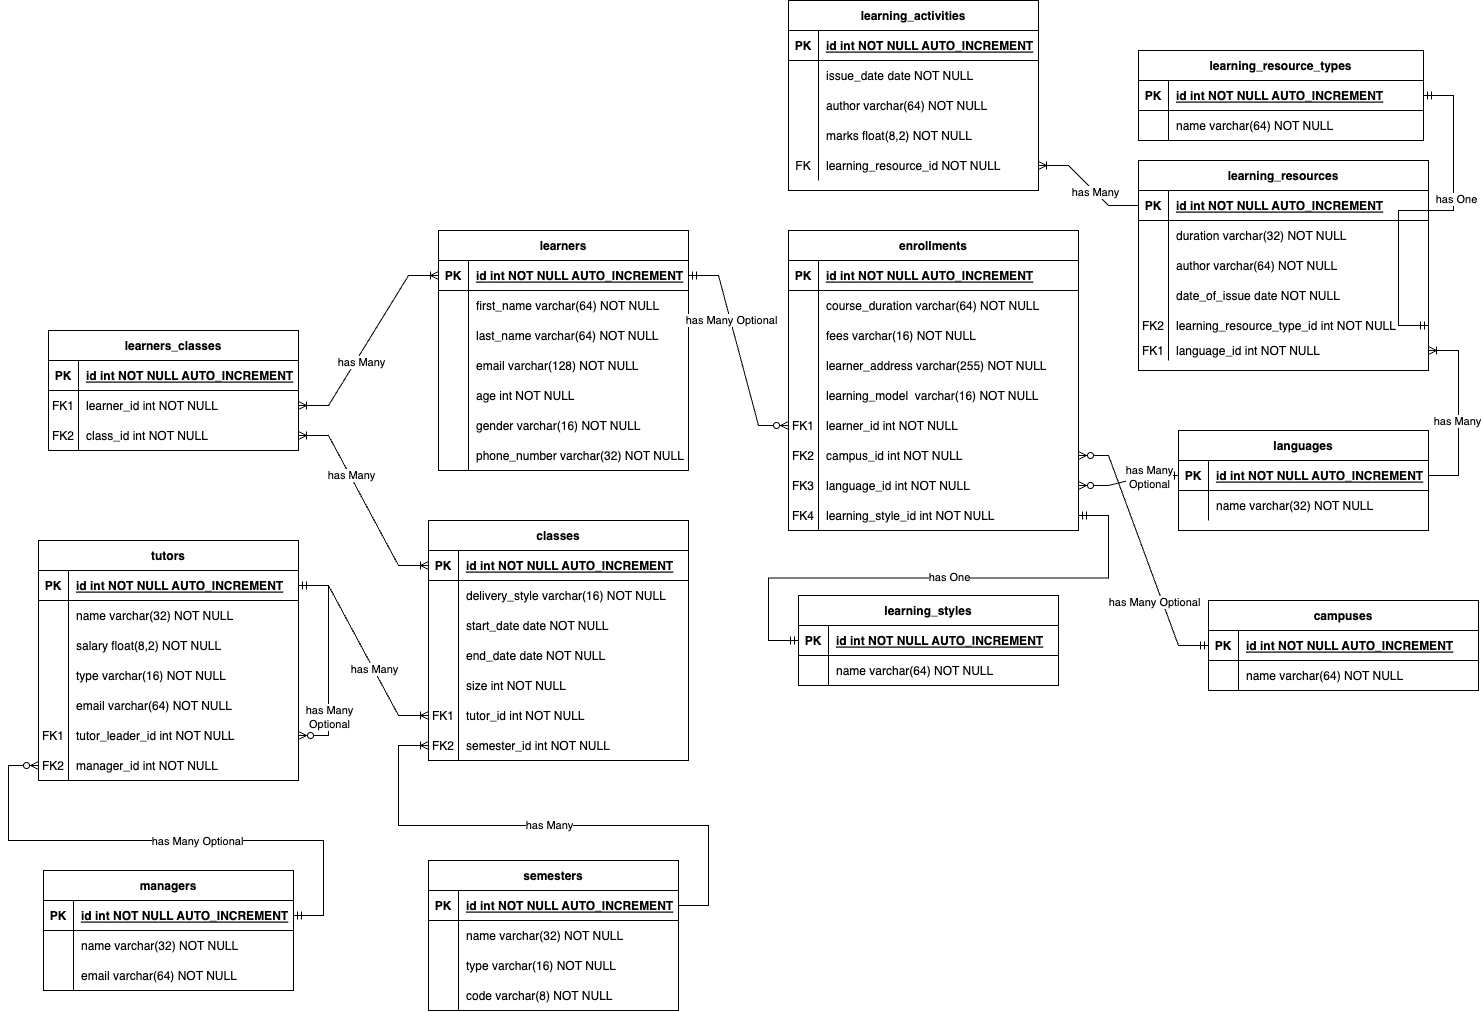 learning_activities
PK id int NOT NULL AUTO_INCREMENT
issue_date date NOT NULL
author varchar(64) NOT NULL
marks float(8,2) NOT NULL
FK learning_resource_id NOT NULL
has Many
learning_resource_types
PK id int NOT NULL AUTO_INCREMENT
name varchar(64) NOT NULL
has One
learning_resources
PK id int NOT NULL AUTO_INCREMENT
duration varchar(32) NOT NULL
author varchar(64) NOT NULL
date_of_issue date NOT NULL
FK2 learning_resource_type_id int NOT NULL
FK1 language_id int NOT NULL
has Many
learners
PK id int NOT NULL AUTO_INCREMENT
first_name varchar(64) NOT NULL
last_name varchar(64) NOT NULL
email varchar(128) NOT NULL
age int NOT NULL
gender varchar(16) NOT NULL
phone_number varchar(32) NOT NULL
has Many Optional
enrollments
PK id int NOT NULL AUTO_INCREMENT
course_duration varchar(64) NOT NULL
fees varchar(16) NOT NULL
learner_address varchar(255) NOT NULL
learning_model  varchar(16) NOT NULL
FK1 learner_id int NOT NULL
FK2 campus_id int NOT NULL
FK3 language_id int NOT NULL
FK4 learning_style_id int NOT NULL
has Many
Optional
languages
PK id int NOT NULL AUTO_INCREMENT
name varchar(32) NOT NULL
learners_classes
PK id int NOT NULL AUTO_INCREMENT
FK1 learner_id int NOT NULL
FK2 class_id int NOT NULL
has Many
has Many
tutors
PK id int NOT NULL AUTO_INCREMENT
name varchar(32) NOT NULL
salary float(8,2) NOT NULL
type varchar(16) NOT NULL
email varchar(64) NOT NULL
FK1 tutor_leader_id int NOT NULL
FK2 manager_id int NOT NULL
has Many
Optional
has Many
classes
PK id int NOT NULL AUTO_INCREMENT
delivery_style varchar(16) NOT NULL
start_date date NOT NULL
end_date date NOT NULL
size int NOT NULL
FK1 tutor_id int NOT NULL
FK2 semester_id int NOT NULL
has One
learning_styles
PK id int NOT NULL AUTO_INCREMENT
name varchar(64) NOT NULL
has Many Optional
campuses
PK id int NOT NULL AUTO_INCREMENT
name varchar(64) NOT NULL
has Many Optional
managers
PK id int NOT NULL AUTO_INCREMENT
name varchar(32) NOT NULL
email varchar(64) NOT NULL
has Many
semesters
PK id int NOT NULL AUTO_INCREMENT
name varchar(32) NOT NULL
type varchar(16) NOT NULL
code varchar(8) NOT NULL